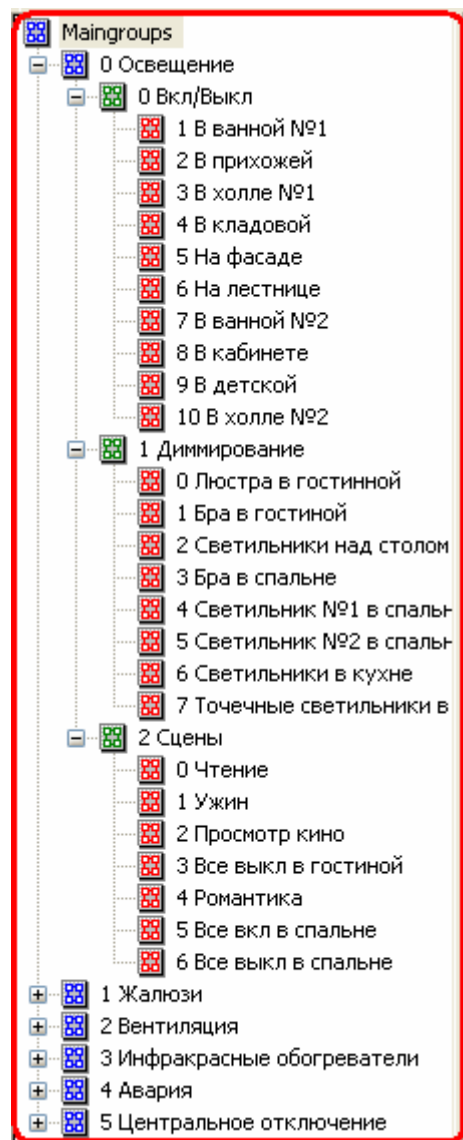 Maingroups
0 Освещение
0 Вкл/Выкл
1 В ванной №1
2 В прихожей
3 В холле №1
4 В кладовой
5 На фасаде
6 На лестнице
7 В ванной №2
8 В кабинете
9 В детской
10 В холле №2
1 Диммирование
0 Люстра в гостинной
1 Бра в гостиной
2 Светильники над столом
3 Бра в спальне
4 Светильник №1 в спальн
5 Светильник №2 в спальн
6 Светильники в кухне
7 Точечные светильники в
2 Сцены
0 Чтение
1 Ужин
2 Просмотр кино
3 Все выкл в гостиной
4 Романтика
5 Все вкл в спальне
6 Все выкл в спальне
1 Жалюзи
2 Вентиляция
3 Инфракрасные обогреватели
4 Авария
5 Центральное отключение